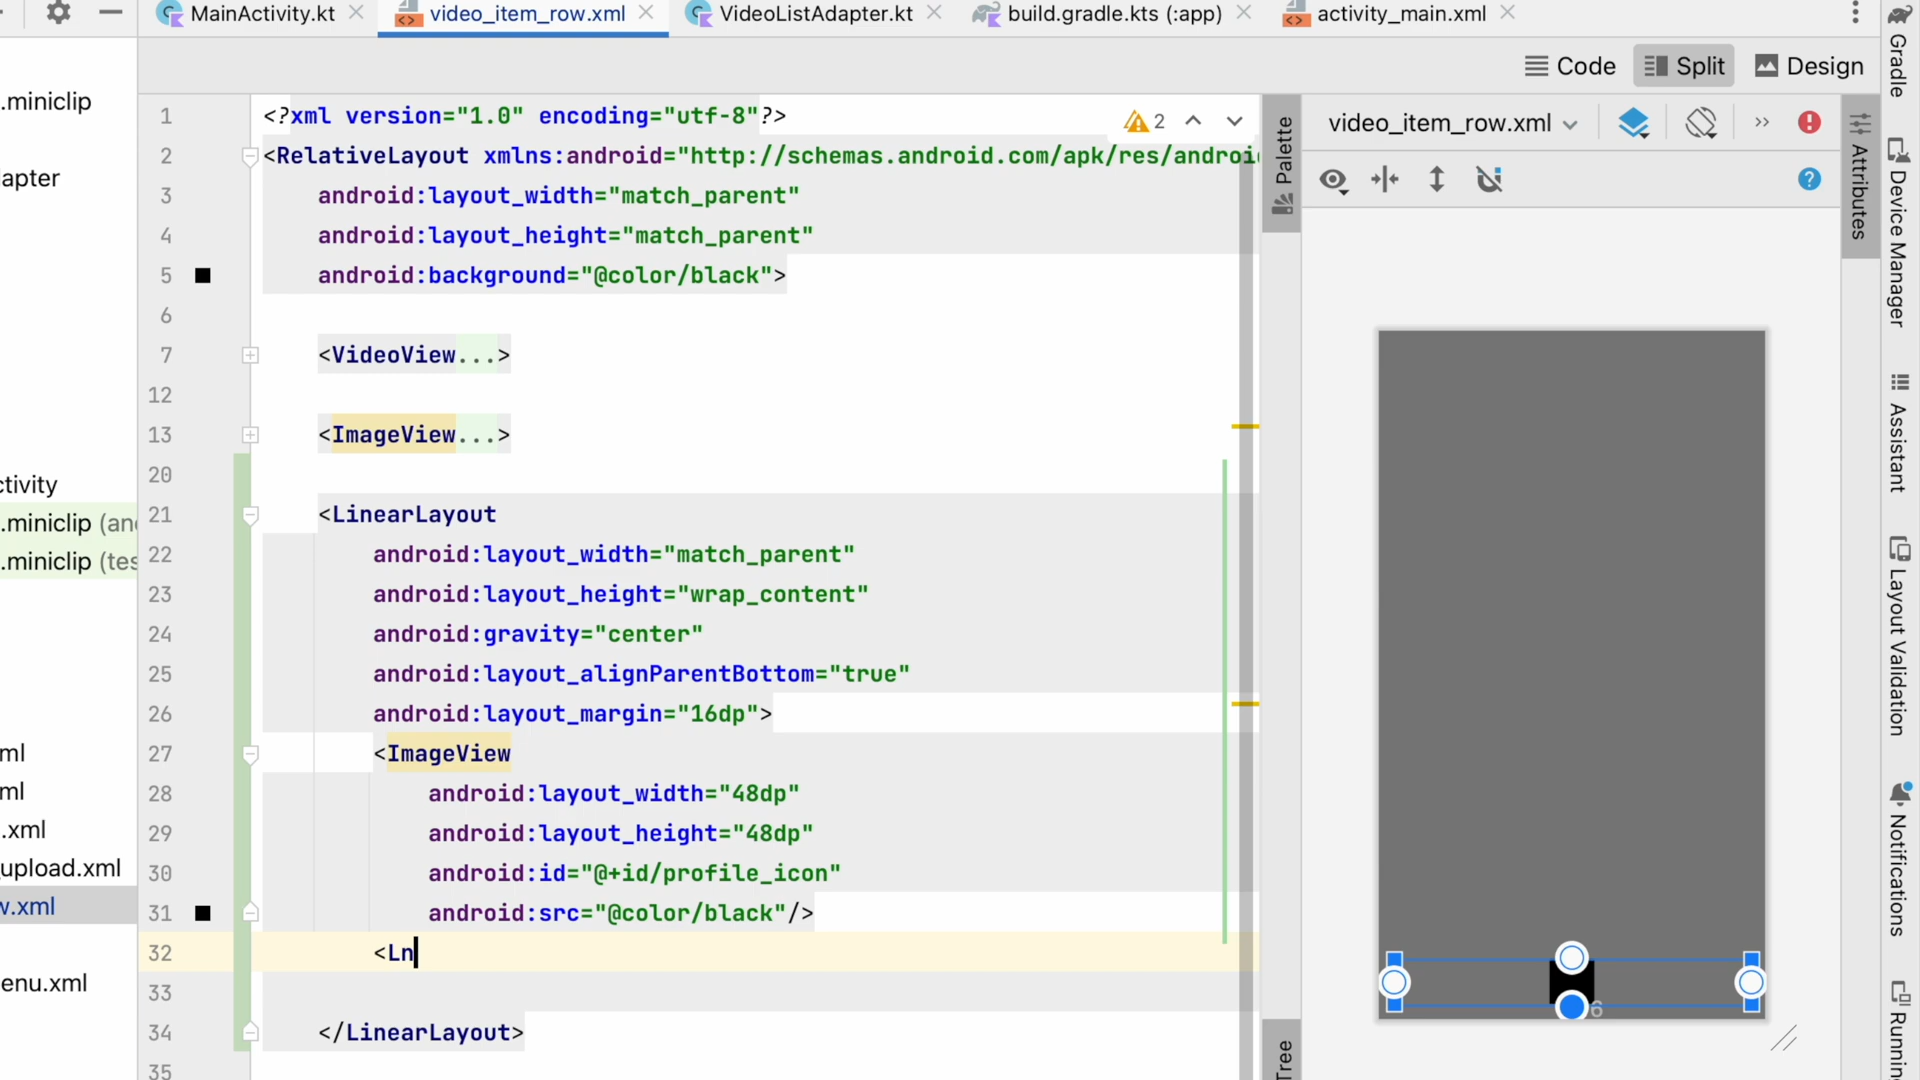 MainActivity.kt
video_item_row.xml
VideoListAdapter.kt
build.gradle.kts (:app)
activity_main.xml
Code
Split
Design
.miniclip
apter
ctivity
.miniclip (an
.miniclip (tes
ml
ml
.xml
_upload.xml
w.xml
enu.xml
2
1 <?xml version="1.0" encoding="utf-8"?>
2 <RelativeLayout xmlns:android="http://schemas.android.com/apk/res/androi
3 android:layout_width="match_parent"
4 android:layout_height="match_parent"
5 android:background="@color/black">
6
7 <VideoView...>
12
13 <ImageView...>
20
21 <LinearLayout
22 android:layout_width="match_parent"
23 android:layout_height="wrap_content"
24 android:gravity="center"
25 android:layout_alignParentBottom="true"
26 android:layout_margin="16dp">
27 <ImageView
28 android:layout_width="48dp"
29 android:layout_height="48dp"
30 android:id="@+id/profile_icon"
31 android:src="@color/black"/>
32 <Ln
33
34 </LinearLayout>
35
Palette
Tree
video_item_row.xml
6
Attributes
Gradle
Device Manager
Assistant
Layout Validation
Notifications
Running